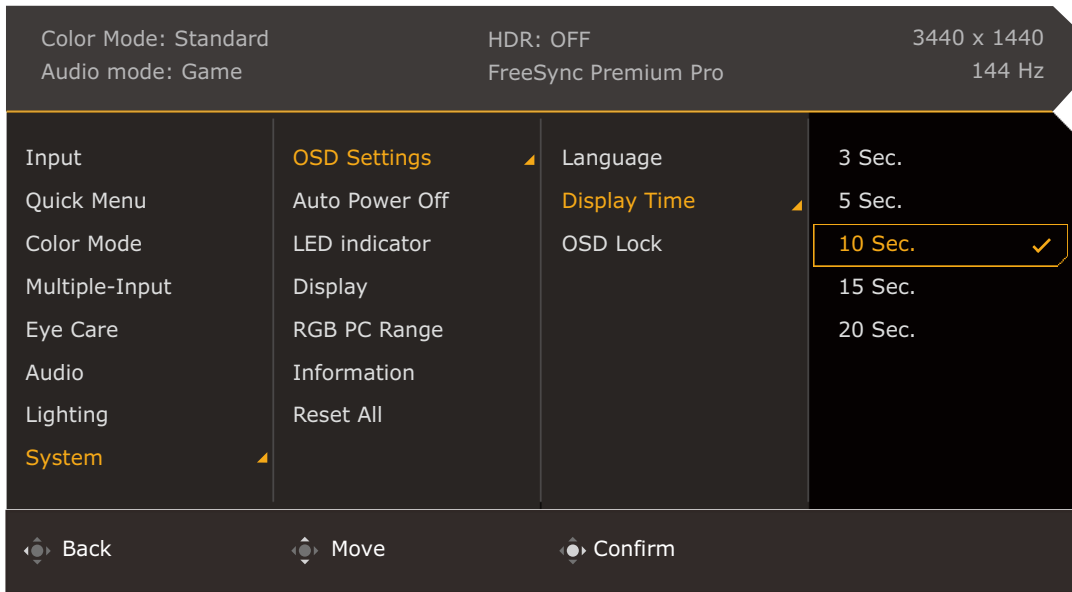 Color Mode: Standard
Audio mode: Game
HDR: OFF
FreeSync Premium Pro
3440 x 1440
144 Hz
Input
Quick Menu
Color Mode
Multiple-Input
Eye Care
Audio
Lighting
System
OSD Settings
Auto Power Off
LED indicator
Display
RGB PC Range
Information
Reset All
Language
Display Time
OSD Lock
3 Sec.
5 Sec.
10 Sec.
15 Sec.
20 Sec.
Back
Move
Confirm